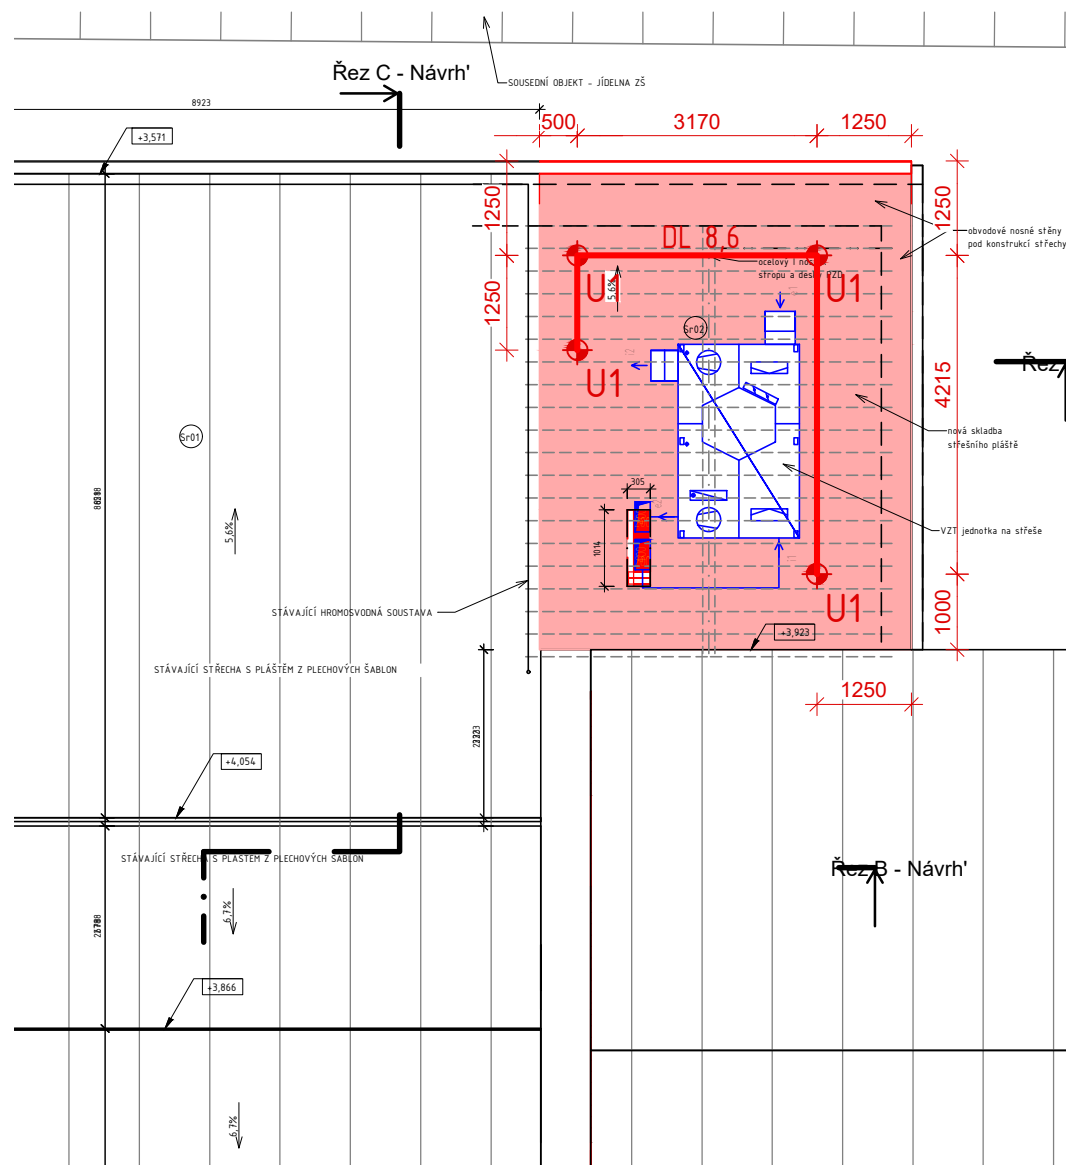 Řez C - Návrh'
SOUSEDNÍ OBJEKT - JÍDELNA ZŠ
8923
500
3170
1250
+3,571
1250
1250
obvodové nosné stěny
pod konstrukcí střechy
DL 8,6
ocelový I
stropu a desky PZD
U1
5,6%
U1
1250
Sr02
U1
Řez
4215
Sr01
nová skladba
střešního pláště
305
5,6%
VZT jednotka na střeše
1014
STÁVAJÍCÍ HROMOSVODNÁ SOUSTAVA
U1
1000
+3,923
STÁVAJÍCÍ STŘECHA S PLÁŠTĚM Z PLECHOVÝCH ŠABLON
1250
+4,054
STÁVAJÍCÍ STŘECHA S PLÁŠTĚM Z PLECHOVÝCH ŠABLON
Řez B - Návrh'
6,7%
+3,866
6,7%